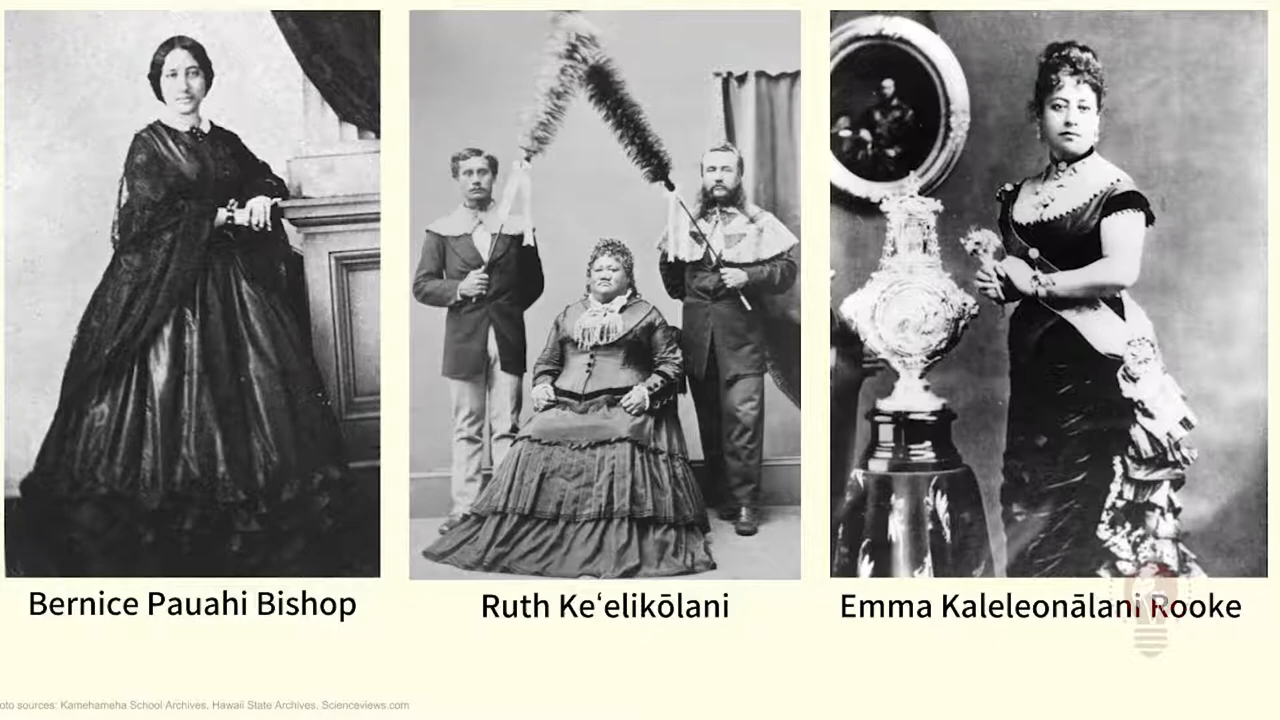 Bernice Pauahi Bishop
Ruth Keʻelikōlani
Emma Kaleleonālani Rooke
oto sources: Kamehameha School Archives, Hawaii State Archives, Scienceviews.com